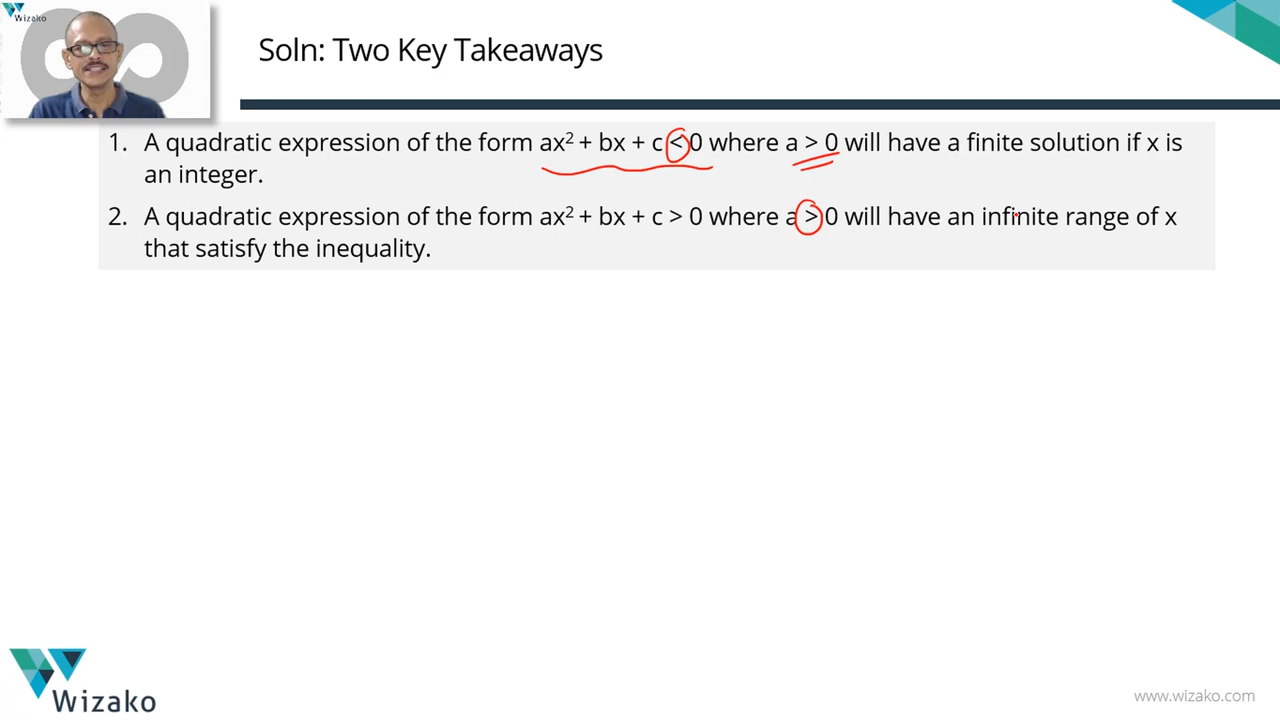 Wizako
Soln: Two Key Takeaways
1. A quadratic expression of the form ax² + bx + c < 0 where a > 0 will have a finite solution if x is
an integer.
2. A quadratic expression of the form ax² + bx + c > 0 where a > 0 will have an infinite range of x
that satisfy the inequality.
Wizako
www.wizako.com